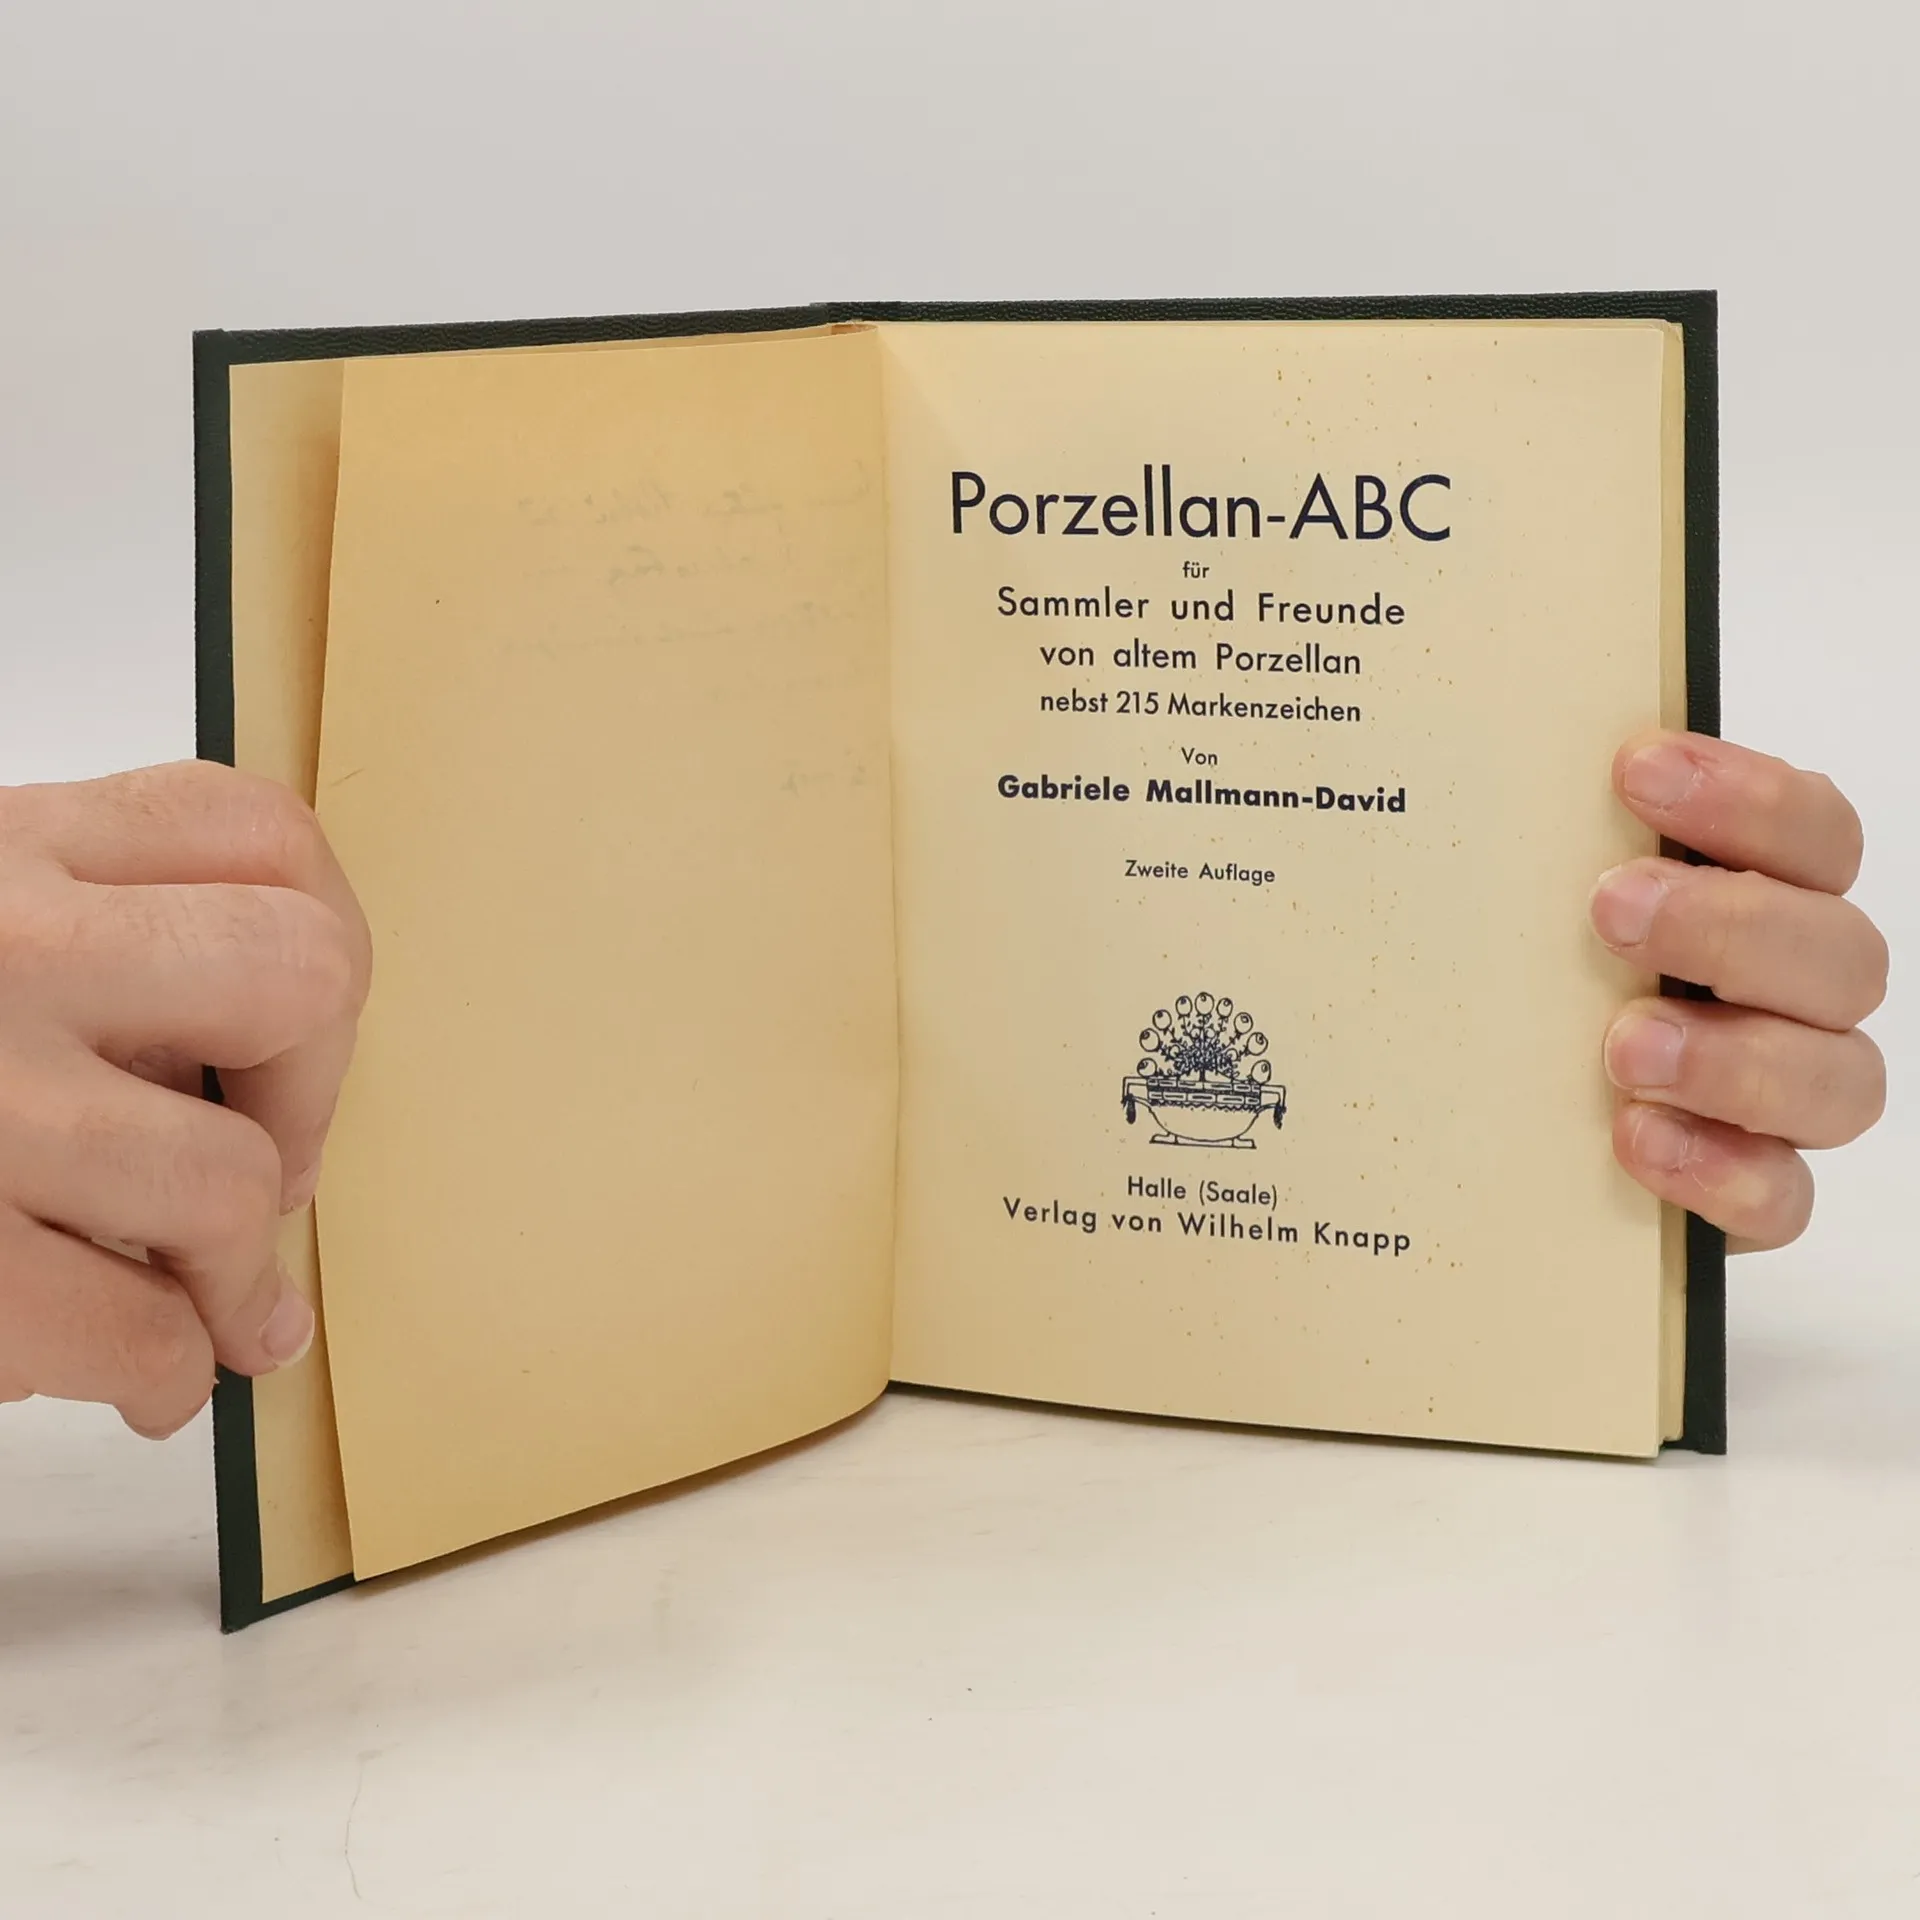 Porzellan-ABC
für
Sammler und Freunde
von altem Porzellan
nebst 215 Markenzeichen
Von
Gabriele Mallmann-David
Zweite Auflage
Halle (Saale)
Verlag von Wilhelm Knapp